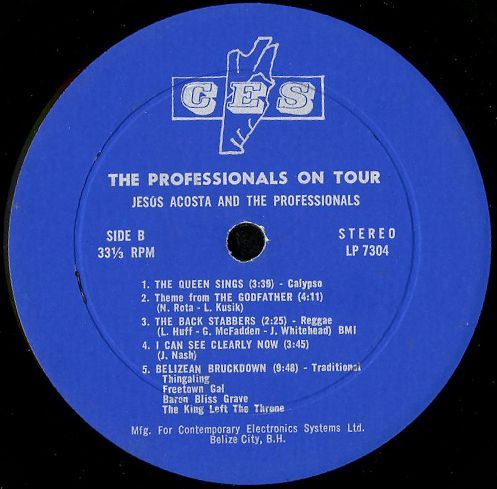 CES
THE PROFESSIONALS ON TOUR
JESÚS ACOSTA AND THE PROFESSIONALS
SIDE B
33⅓ RPM
STEREO
LP 7304
1. THE QUEEN SINGS (3:39) - Calypso
2. Theme from THE GODFATHER (4:11)
(N. Rota - L. Kusik)
3. THE BACK STABBERS (2:25) - Reggae
(L. Huff - G. McFadden - J. Whitehead) BMI
4. I CAN SEE CLEARLY NOW (3:45)
(J. Nash)
5. BELIZEAN BRUCKDOWN (9:48) - Traditional
Thingaling
Freetown Gal
Baron Bliss Grave
The King Left The Throne
Mfg. For Contemporary Electronics Systems Ltd.
Belize City, B.H.